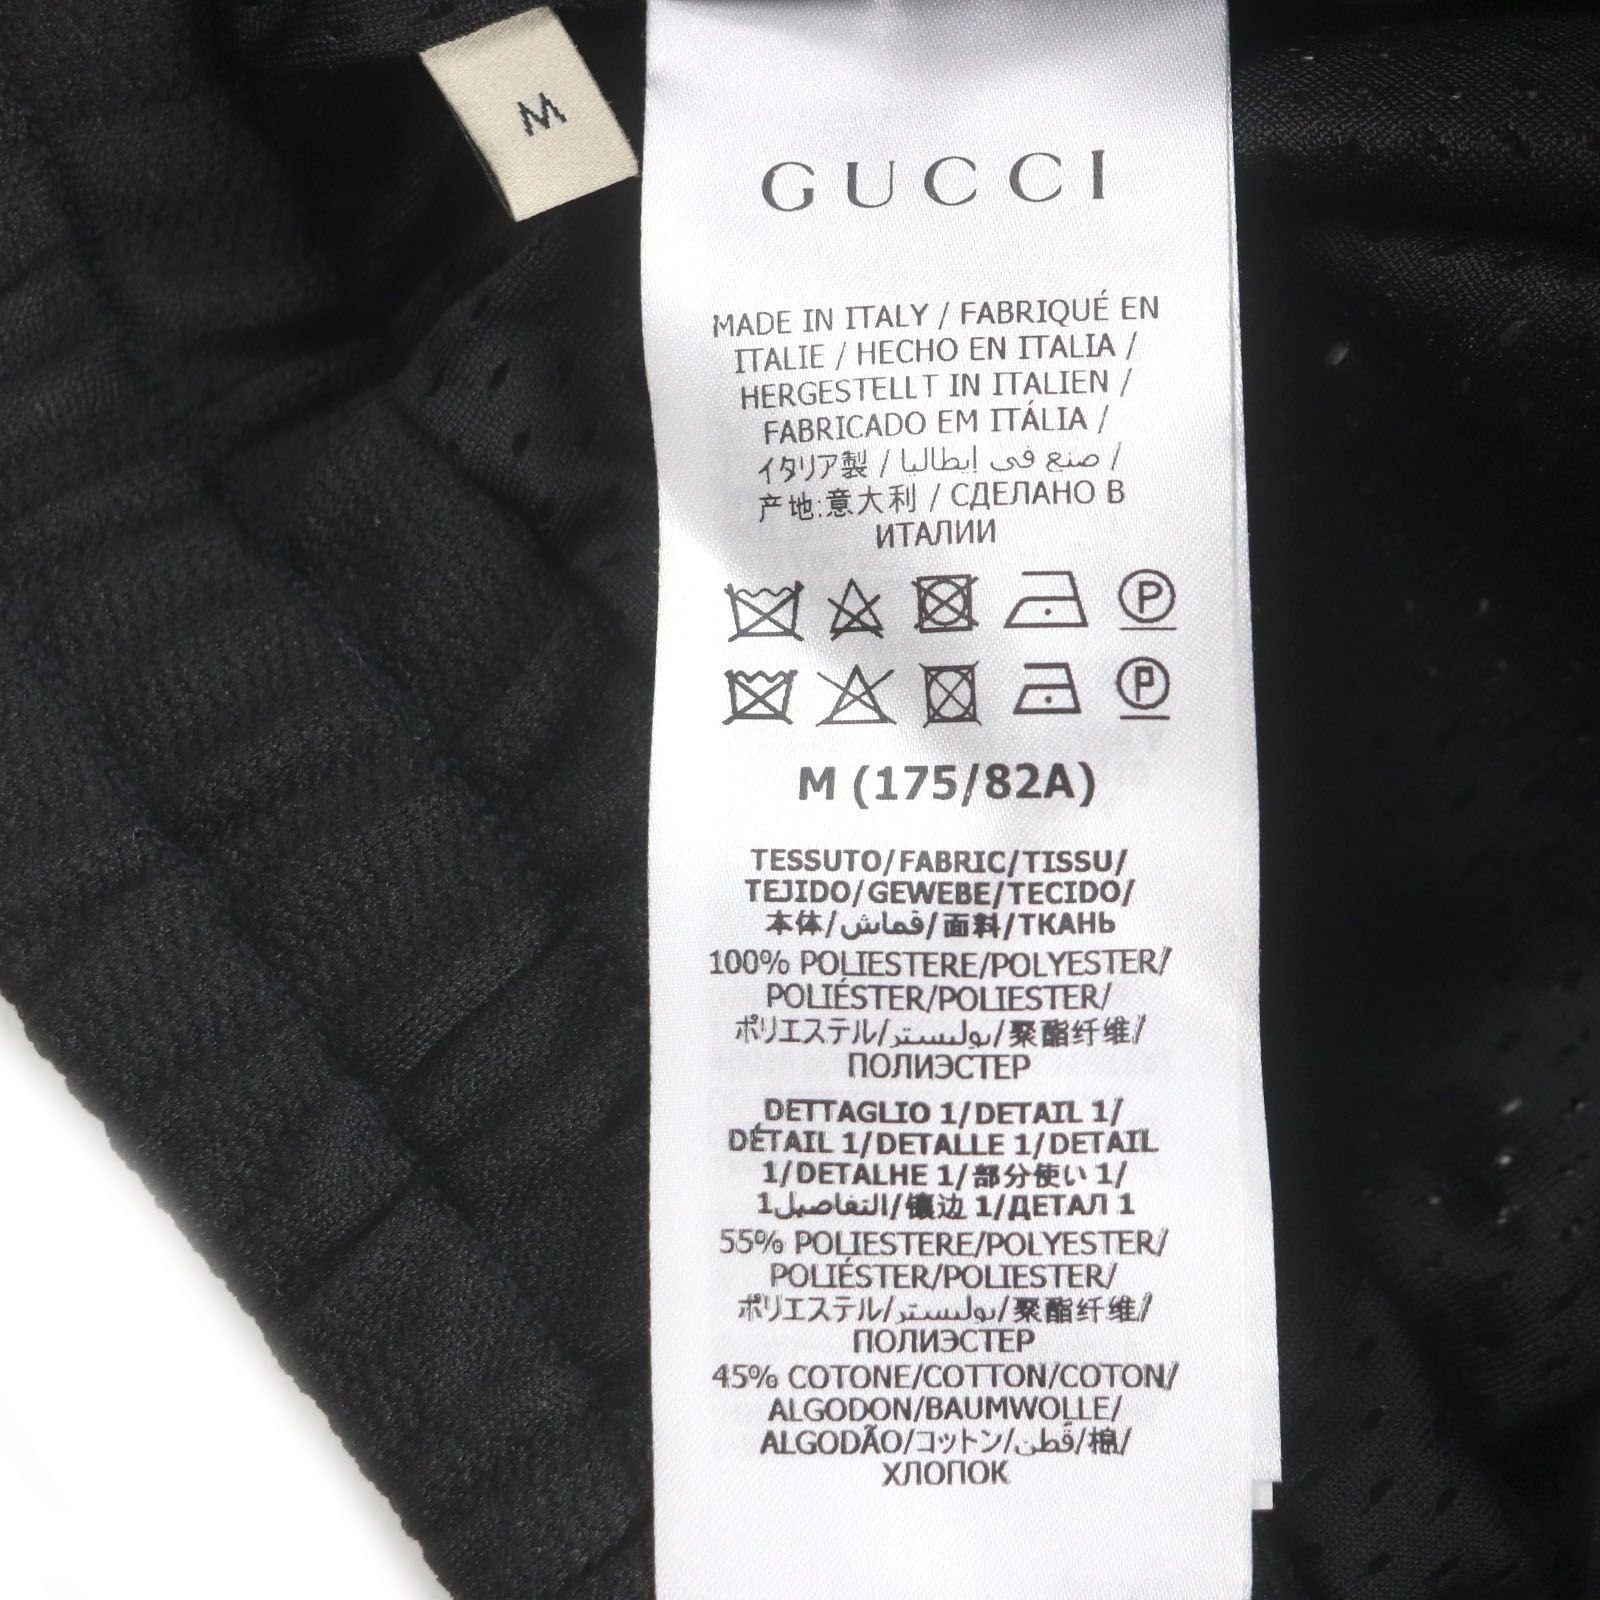 M
GUCCI
MADE IN ITALY / FABRIQUÉ EN
ITALIE / HECHO EN ITALIA /
HERGESTELLT IN ITALIEN /
FABRICADO EM ITÁLIA /
イタリア製 / صنع في إيطاليا /
产地:意大利 / СДЕЛАНО В
ИТАЛИИ
P
P
M (175/82A)
TESSUTO/FABRIC/TISSU/
TEJIDO/GEWEBE/TECIDO/
本体/قماش/面料/ТКАНЬ
100% POLIESTERE/POLYESTER/
POLIÉSTER/POLIESTER/
ポリエステル/بوليستر/聚酯纤维/
ПОЛИЭСТЕР
DETTAGLIO 1/DETAIL 1/
DÉTAIL 1/DETALLE 1/DETAIL
1/DETALHE 1/部分使い 1/
التفاصيل1/镶边 1/ДЕТАЛ 1
55% POLIESTERE/POLYESTER/
POLIÉSTER/POLIESTER/
ポリエステル/بوليستر/聚酯纤维/
ПОЛИЭСТЕР
45% COTONE/COTTON/COTON/
ALGODON/BAUMWOLLE/
ALGODÃO/コットン/قطن/棉/
ХЛОПОК